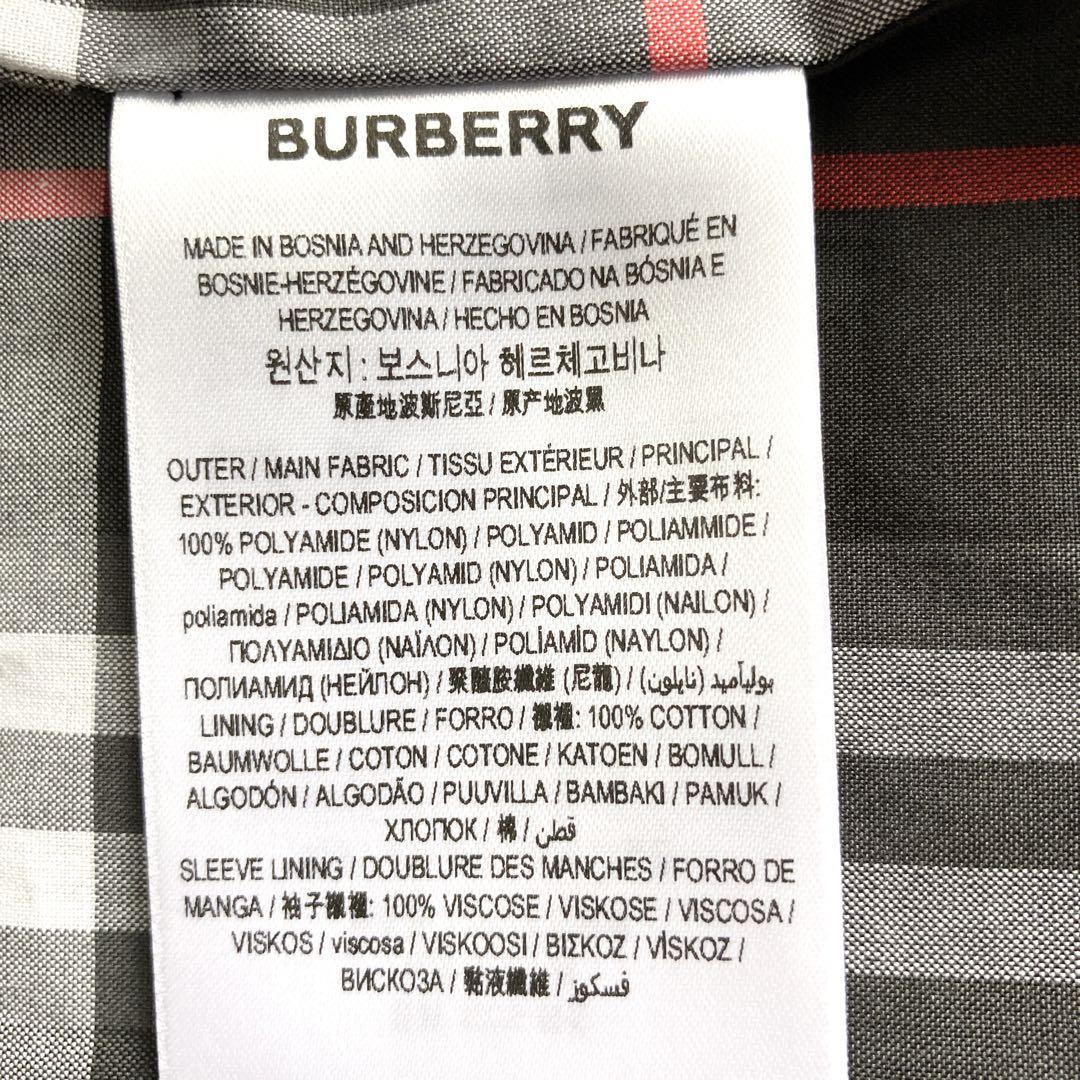 BURBERRY
MADE IN BOSNIA AND HERZEGOVINA / FABRIQUÉ EN
BOSNIE-HERZÉGOVINE / FABRICADO NA BÓSNIA E
HERZEGOVINA / HECHO EN BOSNIA
원산지 : 보스니아 헤르체고비나
原產地波斯尼亞 / 原产地波黑
OUTER / MAIN FABRIC / TISSU EXTÉRIEUR / PRINCIPAL /
EXTERIOR - COMPOSICION PRINCIPAL / 外部/主要布料:
100% POLYAMIDE (NYLON) / POLYAMID / POLIAMMIDE /
POLYAMIDE / POLYAMID (NYLON) / POLIAMIDA /
poliamida / POLIAMIDA (NYLON) / POLYAMIDI (NAILON) /
ΠΟΛΥΑΜΙΔΙΟ (ΝΑΪΛΟΝ) / POLİAMİD (NAYLON) /
ПОЛИАМИД (НЕЙЛОН) / 聚醯胺纖維 (尼龍) / بوليآميد (نايلون) /
LINING / DOUBLURE / FORRO / 襯裡: 100% COTTON /
BAUMWOLLE / COTON / COTONE / KATOEN / BOMULL /
ALGODÓN / ALGODÃO / PUUVILLA / BAMBAKI / PAMUK /
ХЛОПОК / 棉 / قطن
SLEEVE LINING / DOUBLURE DES MANCHES / FORRO DE
MANGA / 袖子襯裡: 100% VISCOSE / VISKOSE / VISCOSA /
VISKOS / viscosa / VISKOOSI / ΒΙΣΚΟΖ / VİSKOZ /
ВИСКОЗА / 黏液纖維 / فسكوز